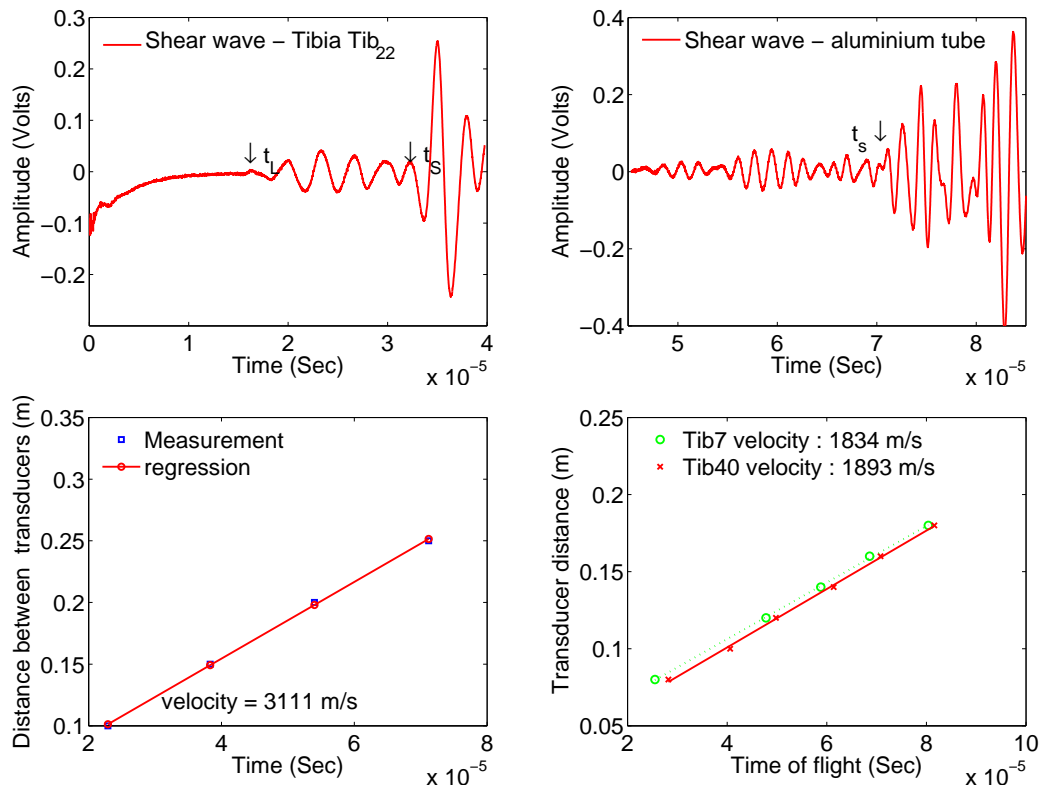 Shear wave – Tibia Tib22
Amplitude (Volts)
0.3
0.2
0.1
0
−0.1
−0.2
tL
tS
0 1 2 3 4
Time (Sec)
x 10−5
Shear wave – aluminium tube
Amplitude (Volts)
0.4
0.2
0
−0.2
−0.4
ts
5 6 7 8
Time (Sec)
x 10−5
Measurement
regression
Distance between transducers (m)
0.35
0.3
0.25
0.2
0.15
0.1
velocity = 3111 m/s
2 4 6 8
Time (Sec)
x 10−5
Tib7 velocity : 1834 m/s
Tib40 velocity : 1893 m/s
Transducer distance (m)
0.25
0.2
0.15
0.1
0.05
2 4 6 8 10
Time of flight (Sec)
x 10−5